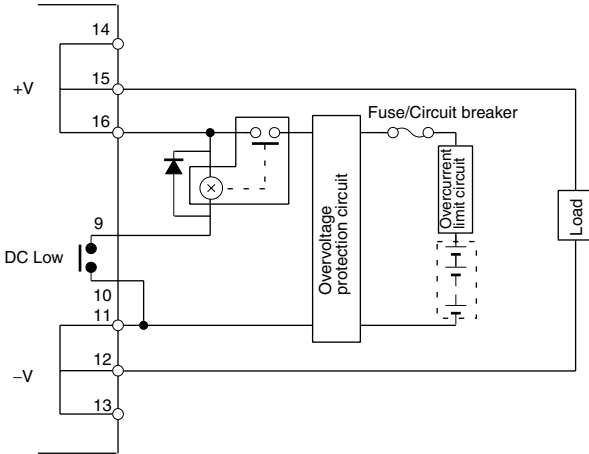 14
+V
15
16
Fuse/Circuit breaker
Overvoltage
protection circuit
Overcurrent
limit circuit
Load
9
DC Low
10
11
12
−V
13